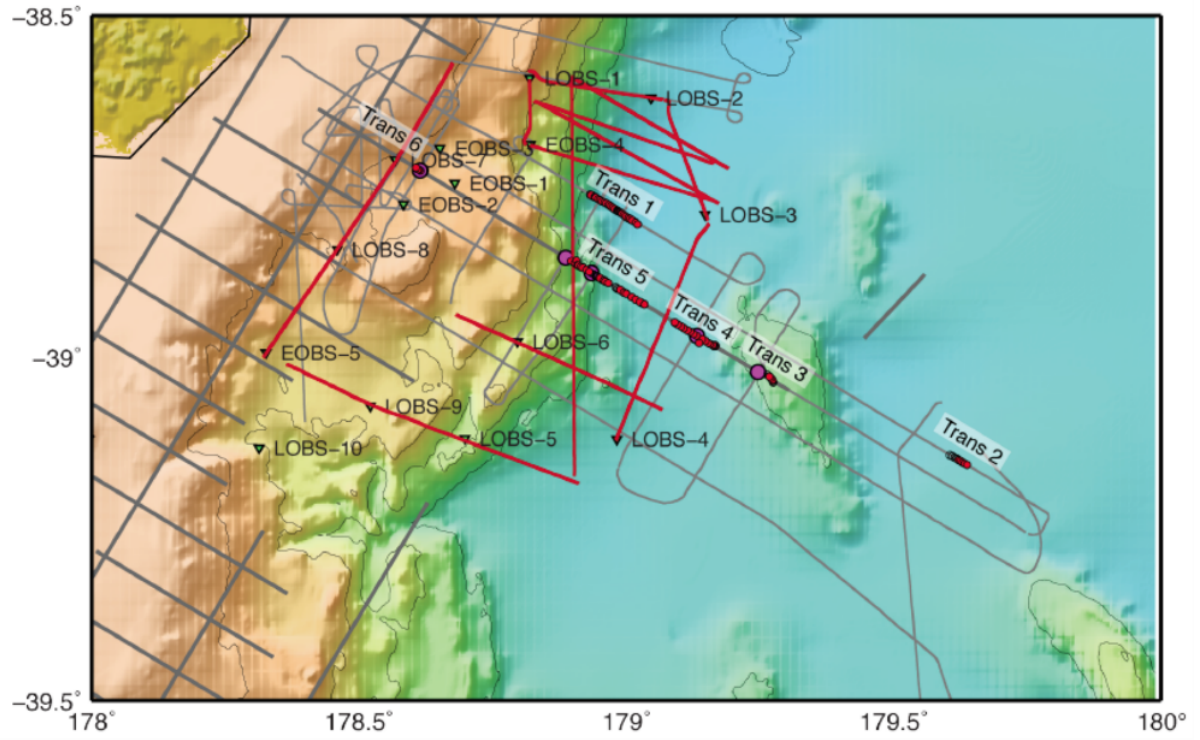 −38.5°
LOBS−1
LOBS−2
Trans 6
EOBS−3
EOBS−4
LOBS−7
EOBS−1
EOBS−2
Trans 1
LOBS−3
LOBS−8
Trans 5
Trans 4
LOBS−6
Trans 3
−39°
EOBS−5
LOBS−9
LOBS−5
LOBS−4
LOBS−10
Trans 2
−39.5°
178°
178.5°
179°
179.5°
180°